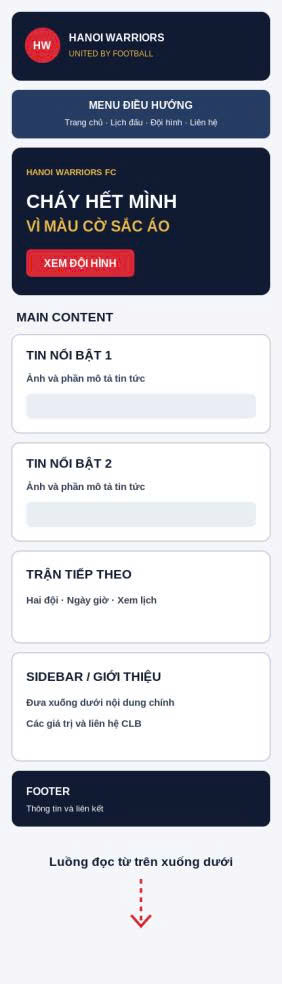 HW
HANOI WARRIORS
UNITED BY FOOTBALL
MENU ĐIỀU HƯỚNG
Trang chủ · Lịch đấu · Đội hình · Liên hệ
HANOI WARRIORS FC
CHÁY HẾT MÌNH
VÌ MÀU CỜ SẮC ÁO
XEM ĐỘI HÌNH
MAIN CONTENT
TIN NỔI BẬT 1
Ảnh và phần mô tả tin tức
TIN NỔI BẬT 2
Ảnh và phần mô tả tin tức
TRẬN TIẾP THEO
Hai đội · Ngày giờ · Xem lịch
SIDEBAR / GIỚI THIỆU
Đưa xuống dưới nội dung chính
Các giá trị và liên hệ CLB
FOOTER
Thông tin và liên kết
Luồng đọc từ trên xuống dưới